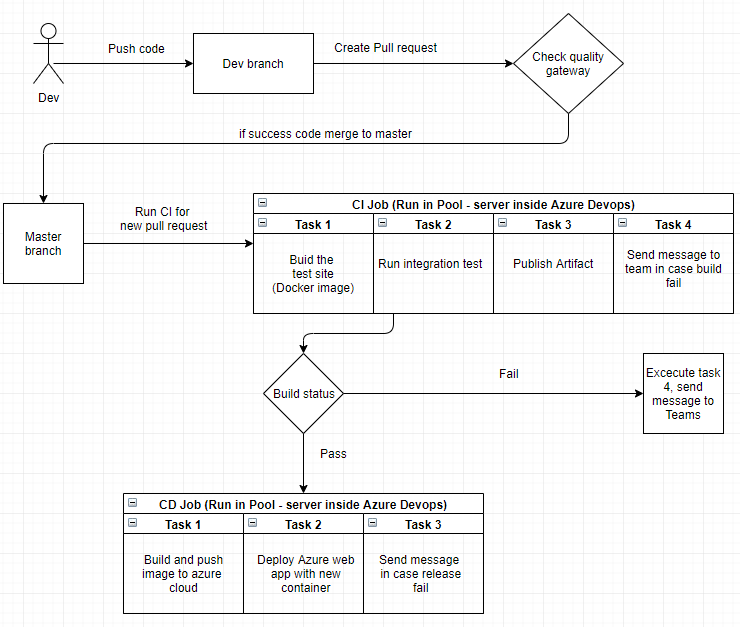 Push code
Create Pull request
Dev branch
Check quality
gateway
Dev
if success code merge to master
Run CI for
new pull request
Master
branch
CI Job (Run in Pool - server inside Azure Devops)
Task 1
Task 2
Task 3
Task 4
Buid the
test site
(Docker image)
Run integration test
Publish Artifact
Send message to
team in case build
fail
Build status
Fail
Excecute task
4, send
message to
Teams
Pass
CD Job (Run in Pool - server inside Azure Devops)
Task 1
Task 2
Task 3
Build and push
image to azure
cloud
Deploy Azure web
app with new
container
Send message
in case release
fail